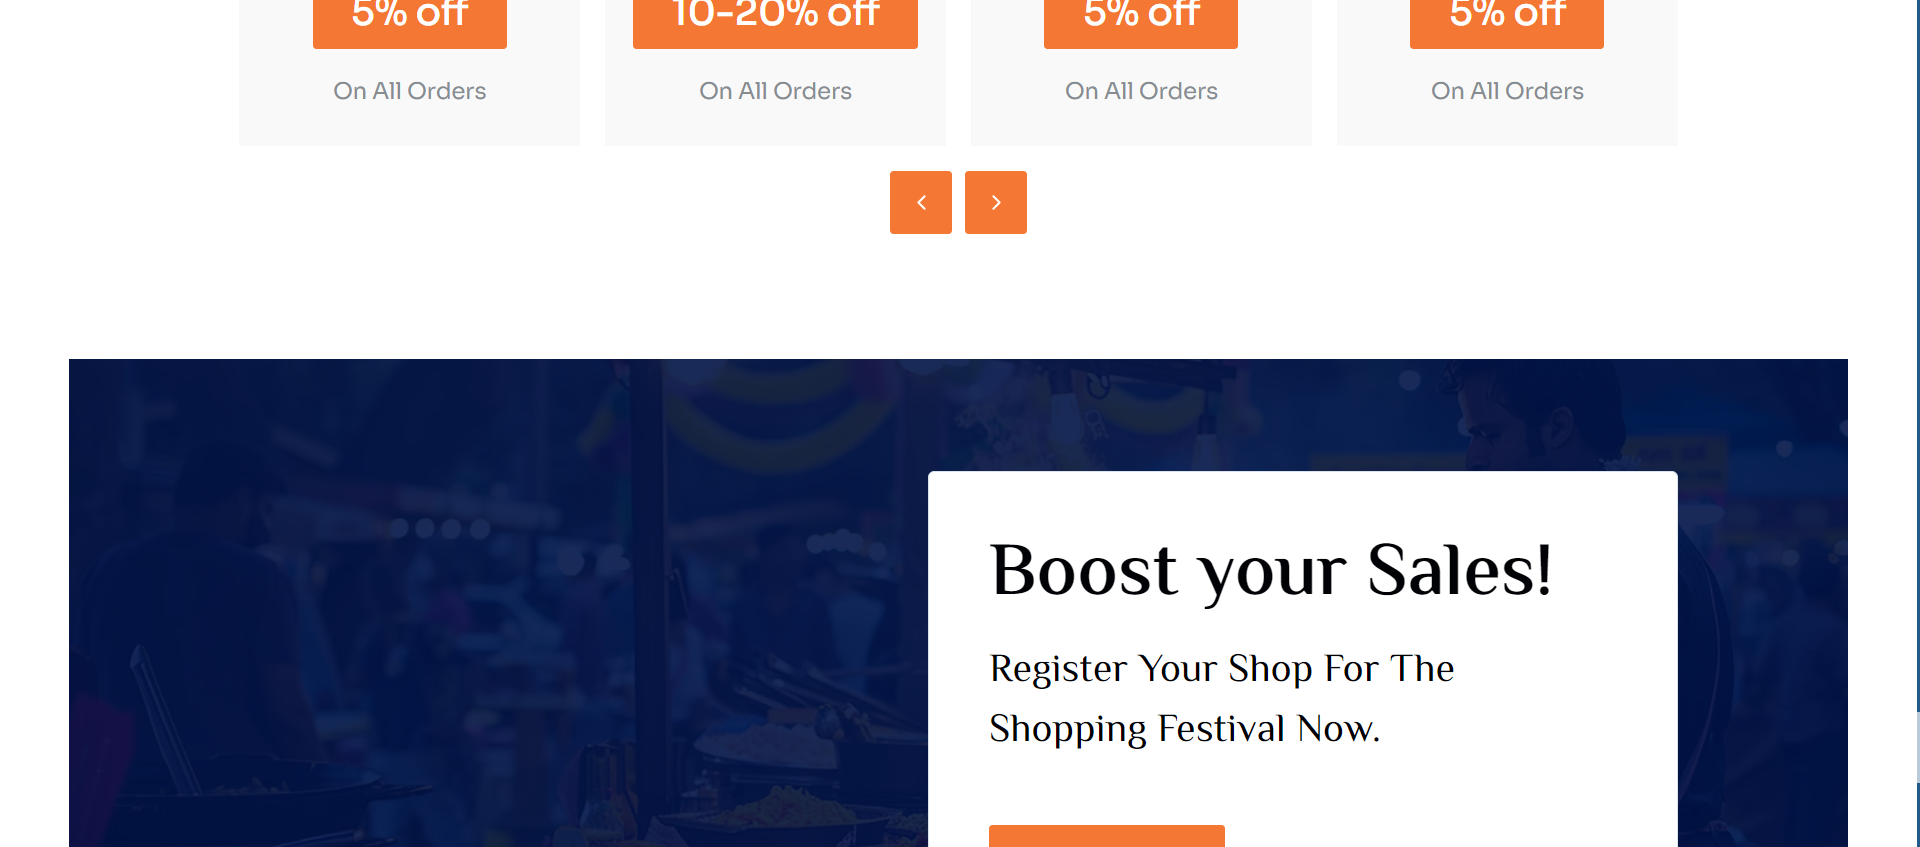 5% off
10-20% off
5% off
5% off
On All Orders
On All Orders
On All Orders
On All Orders
Boost your Sales!
Register Your Shop For The
Shopping Festival Now.